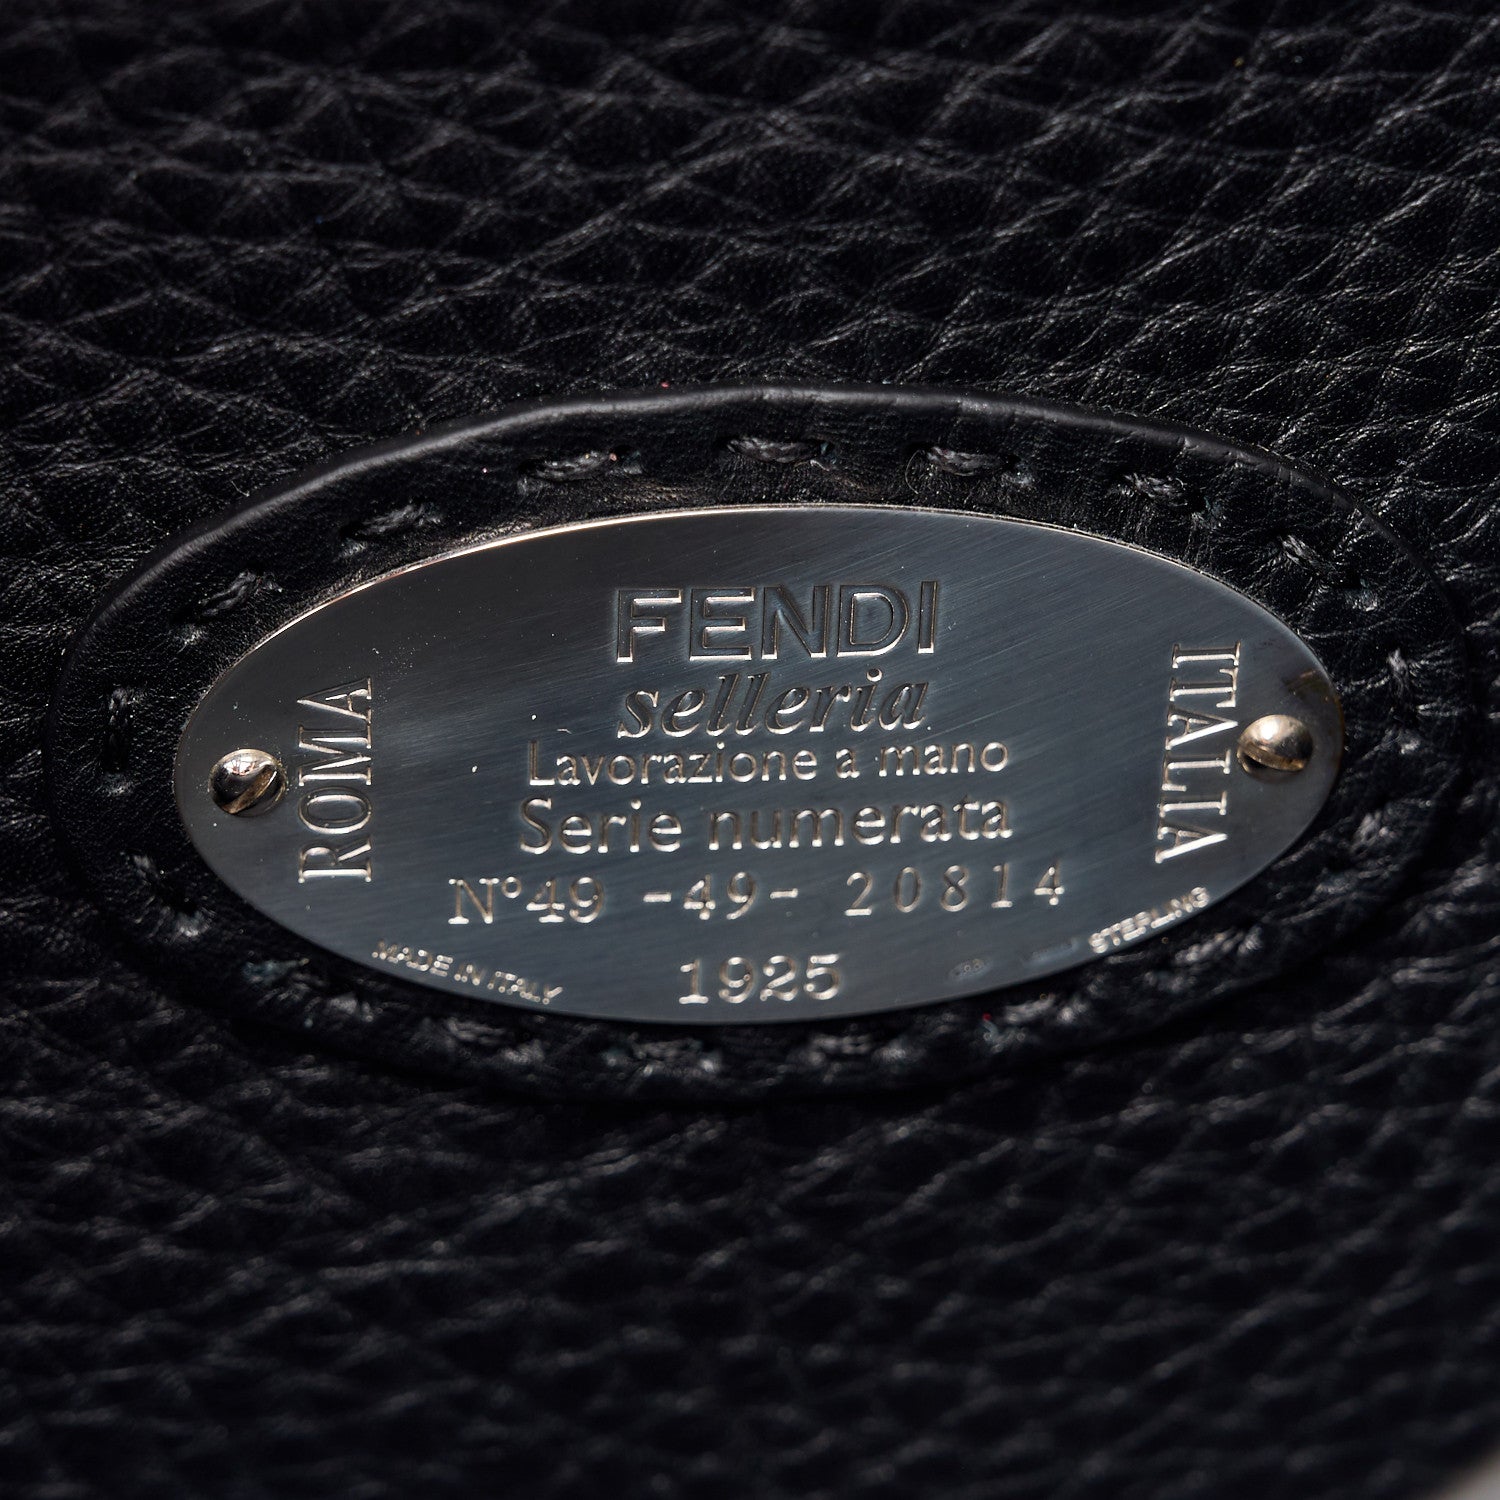 FENDI
selleria
Lavorazione a mano
Serie numerata
N° 49 -49- 20814
1925
ROMA
ITALIA
MADE IN ITALY
STERLING